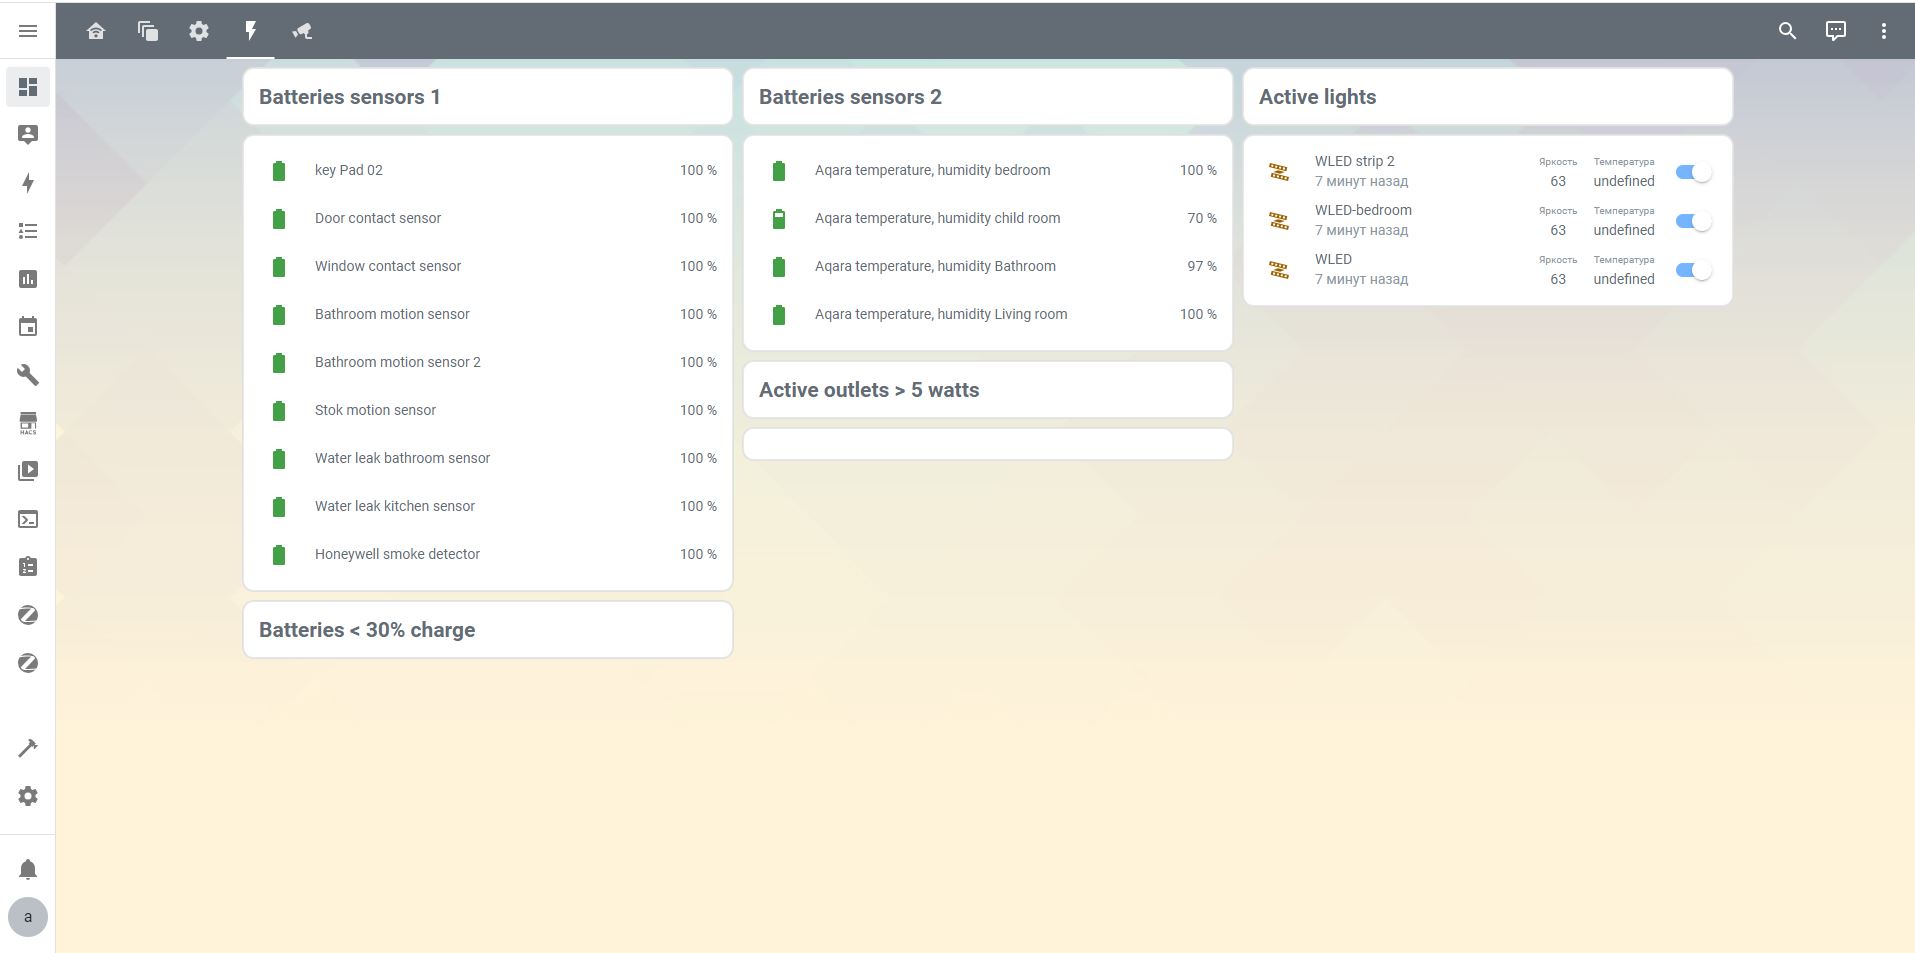 Batteries sensors 1
key Pad 02 100 %
Door contact sensor 100 %
Window contact sensor 100 %
Bathroom motion sensor 100 %
Bathroom motion sensor 2 100 %
Stok motion sensor 100 %
Water leak bathroom sensor 100 %
Water leak kitchen sensor 100 %
Honeywell smoke detector 100 %
Batteries < 30% charge
Batteries sensors 2
Aqara temperature, humidity bedroom 100 %
Aqara temperature, humidity child room 70 %
Aqara temperature, humidity Bathroom 97 %
Aqara temperature, humidity Living room 100 %
Active outlets > 5 watts
Active lights
WLED strip 2 Яркость Температура
7 минут назад 63 undefined
WLED-bedroom Яркость Температура
7 минут назад 63 undefined
WLED Яркость Температура
7 минут назад 63 undefined
HACS
a